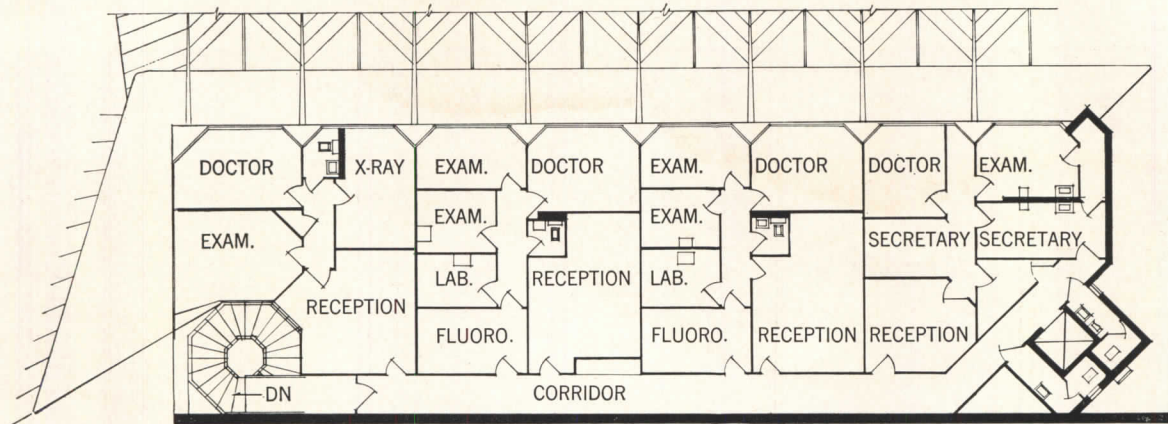 DOCTOR
X-RAY
EXAM.
DOCTOR
EXAM.
DOCTOR
DOCTOR
EXAM.
EXAM.
EXAM.
EXAM.
SECRETARY
SECRETARY
LAB.
RECEPTION
LAB.
RECEPTION
FLUORO.
FLUORO.
RECEPTION
RECEPTION
DN
CORRIDOR